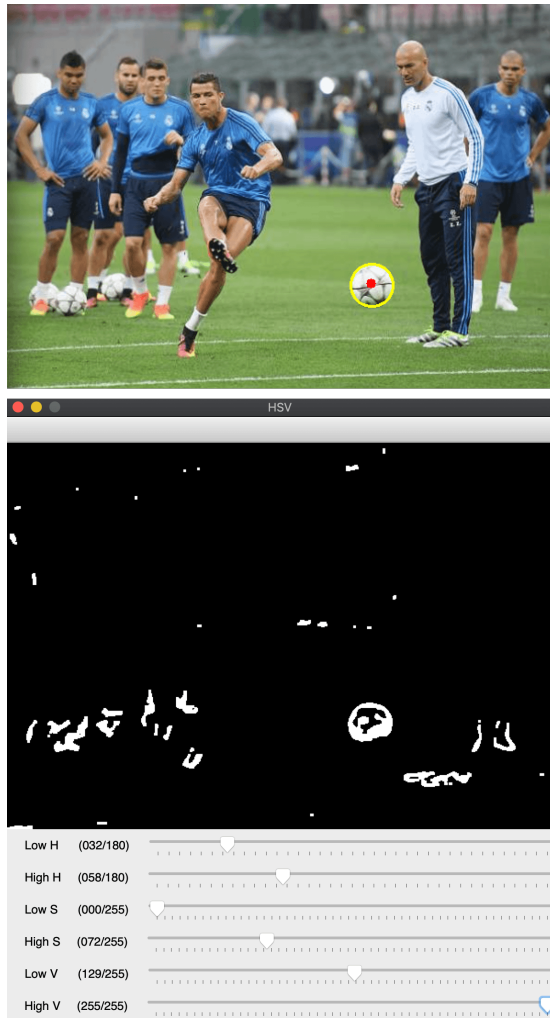 HSV
Low H (032/180)
High H (058/180)
Low S (000/255)
High S (072/255)
Low V (129/255)
High V (255/255)